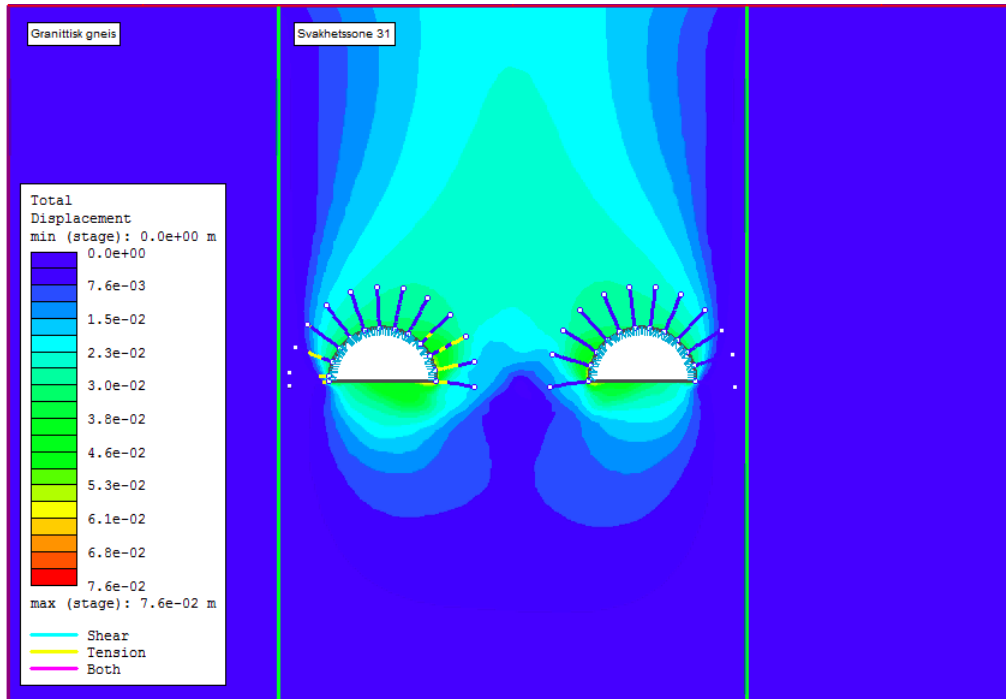 Granittisk gneis
Svakhetssone 31
Total
Displacement
min (stage): 0.0e+00 m
0.0e+00
7.6e-03
1.5e-02
2.3e-02
3.0e-02
3.8e-02
4.6e-02
5.3e-02
6.1e-02
6.8e-02
7.6e-02
max (stage): 7.6e-02 m
Shear
Tension
Both